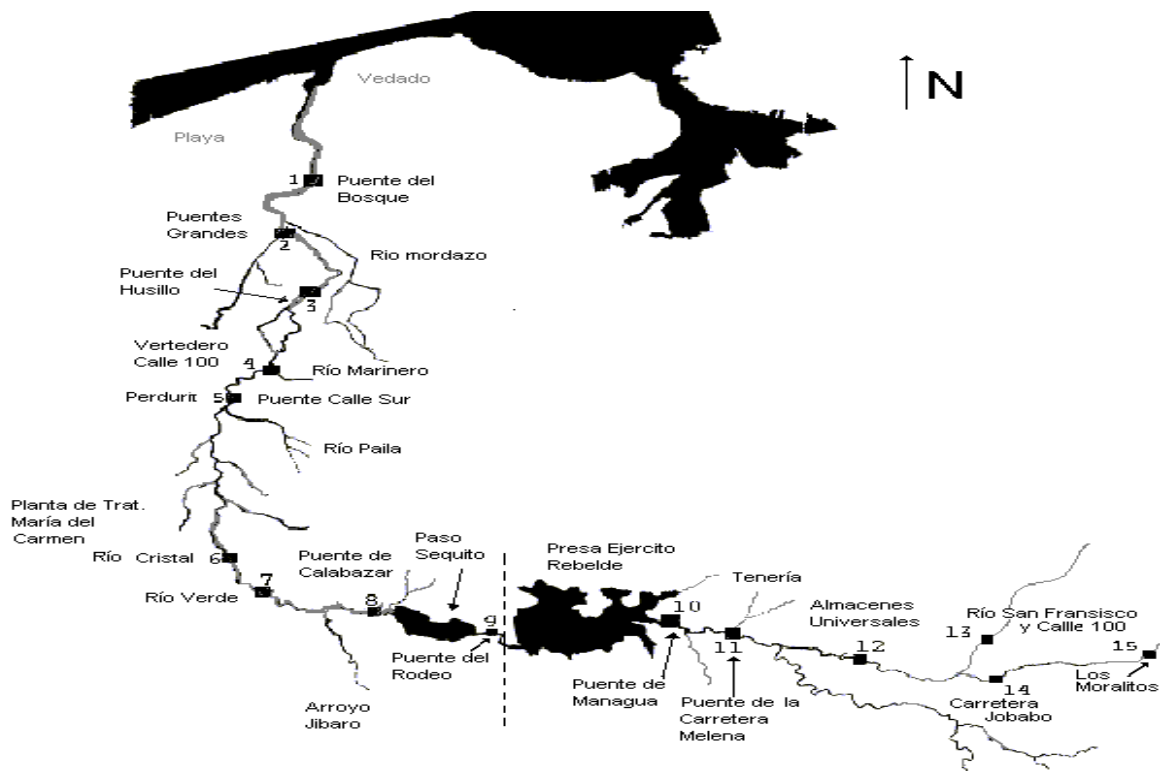 Vedado
N
Playa
1
Puente del
Bosque
Puentes
Grandes
2
Rio mordazo
Puente del
Husillo
3
Vertedero
Calle 100
4
Río Marinero
Perdurit
5
Puente Calle Sur
Río Paila
Planta de Trat.
María del
Carmen
Río Cristal
6
Puente de
Calabazar
Paso
Sequito
Presa Ejercito
Rebelde
Tenería
7
Río Verde
8
9
10
Almacenes
Universales
11
12
13
Río San Fransisco
y Callle 100
15
Los
Moralitos
14
Carretera
Jobabo
Puente del
Rodeo
Puente de
Managua
Puente de la
Carretera
Melena
Arroyo
Jibaro